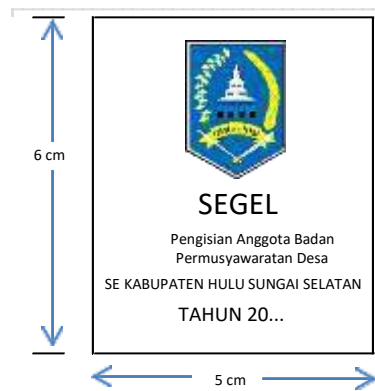 SEGEL
Pengisian Anggota Badan
Permusyawaratan Desa
SE KABUPATEN HULU SUNGAI SELATAN
TAHUN 20...
6 cm
5 cm